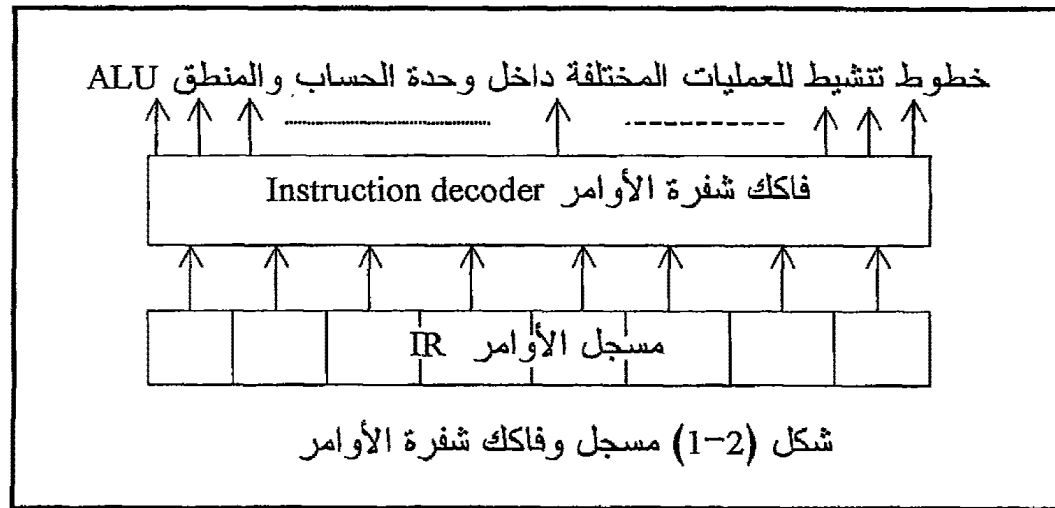 خطوط تنشيط للعمليات المختلفة داخل وحدة الحساب والمنطق ALU
فاكك شفرة الأوامر Instruction decoder
مسجل الأوامر IR
شكل (2-1) مسجل وفاكك شفرة الأوامر